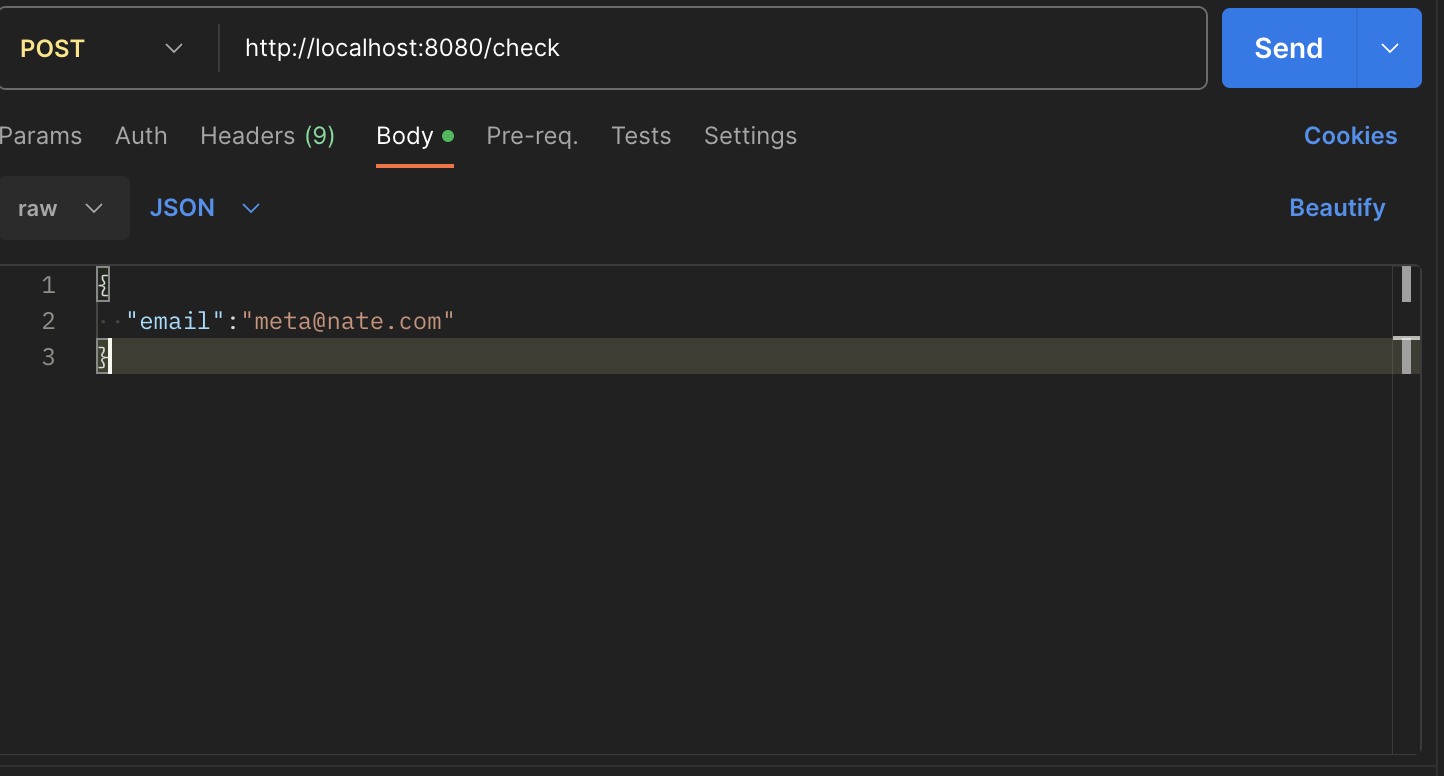 POST http://localhost:8080/check Send
Params Auth Headers (9) Body Pre-req. Tests Settings Cookies
raw JSON Beautify
1 {
2 "email":"meta@nate.com"
3 }